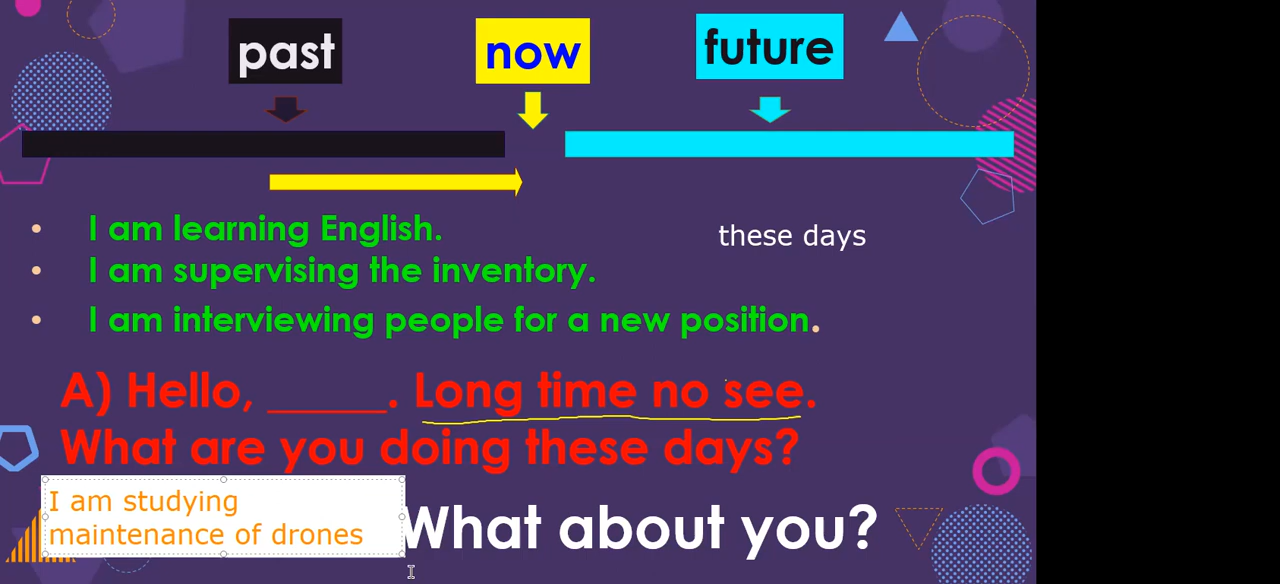 past now future
• I am learning English.
these days
• I am supervising the inventory.
• I am interviewing people for a new position.
A) Hello, ______. Long time no see.
What are you doing these days?
I am studying
maintenance of drones
What about you?